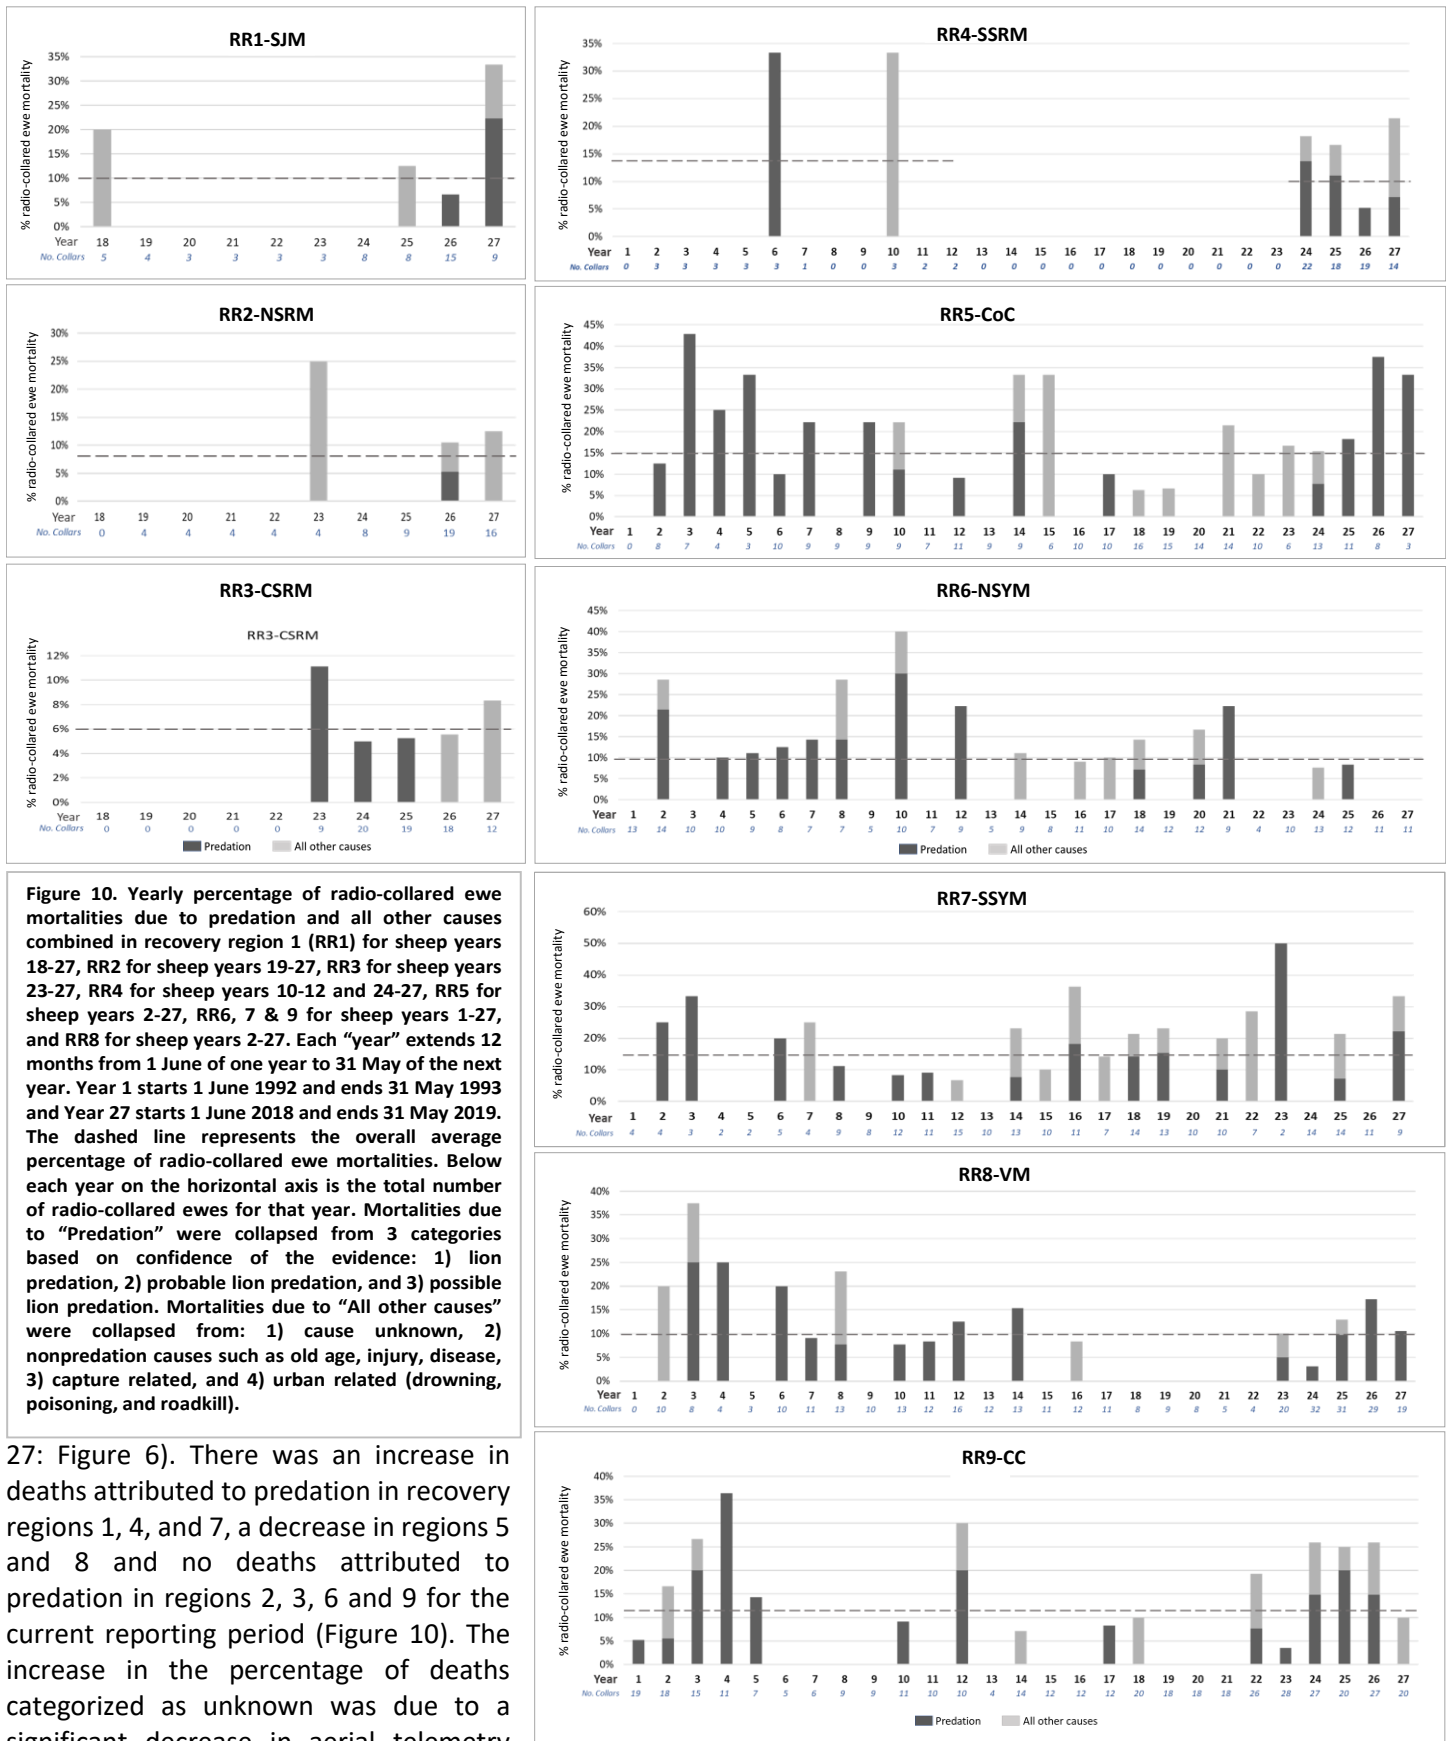 RR1-SJM
% radio-collared ewe mortality
35%
30%
25%
20%
15%
10%
5%
0%
Year 18 19 20 21 22 23 24 25 26 27
No. Collars 5 4 3 3 3 3 8 8 15 9
RR2-NSRM
% radio-collared ewe mortality
30%
25%
20%
15%
10%
5%
0%
Year 18 19 20 21 22 23 24 25 26 27
No. Collars 0 4 4 4 4 4 8 9 19 16
RR3-CSRM
RR3-CSRM
% radio-collared ewe mortality
12%
10%
8%
6%
4%
2%
0%
Year 18 19 20 21 22 23 24 25 26 27
No. Collars 0 0 0 0 0 9 20 19 18 12
Predation All other causes
Figure 10. Yearly percentage of radio-collared ewe
mortalities due to predation and all other causes
combined in recovery region 1 (RR1) for sheep years
18-27, RR2 for sheep years 19-27, RR3 for sheep years
23-27, RR4 for sheep years 10-12 and 24-27, RR5 for
sheep years 2-27, RR6, 7 & 9 for sheep years 1-27,
and RR8 for sheep years 2-27. Each “year” extends 12
months from 1 June of one year to 31 May of the next
year. Year 1 starts 1 June 1992 and ends 31 May 1993
and Year 27 starts 1 June 2018 and ends 31 May 2019.
The dashed line represents the overall average
percentage of radio-collared ewe mortalities. Below
each year on the horizontal axis is the total number
of radio-collared ewes for that year. Mortalities due
to “Predation” were collapsed from 3 categories
based on confidence of the evidence: 1) lion
predation, 2) probable lion predation, and 3) possible
lion predation. Mortalities due to “All other causes”
were collapsed from: 1) cause unknown, 2)
nonpredation causes such as old age, injury, disease,
3) capture related, and 4) urban related (drowning,
poisoning, and roadkill).
27: Figure 6). There was an increase in
deaths attributed to predation in recovery
regions 1, 4, and 7, a decrease in regions 5
and 8 and no deaths attributed to
predation in regions 2, 3, 6 and 9 for the
current reporting period (Figure 10). The
increase in the percentage of deaths
categorized as unknown was due to a
significant decrease in aerial telemetry
RR4-SSRM
% radio-collared ewe mortality
35%
30%
25%
20%
15%
10%
5%
0%
Year 1 2 3 4 5 6 7 8 9 10 11 12 13 14 15 16 17 18 19 20 21 22 23 24 25 26 27
No. Collars 0 3 3 3 3 3 1 0 0 3 2 2 0 0 0 0 0 0 0 0 0 0 0 22 18 19 14
RR5-CoC
% radio-collared ewe mortality
45%
40%
35%
30%
25%
20%
15%
10%
5%
0%
Year 1 2 3 4 5 6 7 8 9 10 11 12 13 14 15 16 17 18 19 20 21 22 23 24 25 26 27
No. Collars 0 8 7 4 3 10 9 9 9 9 7 11 9 9 6 10 10 16 15 14 14 10 6 13 11 8 3
RR6-NSYM
% radio-collared ewe mortality
45%
40%
35%
30%
25%
20%
15%
10%
5%
0%
Year 1 2 3 4 5 6 7 8 9 10 11 12 13 14 15 16 17 18 19 20 21 22 23 24 25 26 27
No. Collars 13 14 10 10 9 8 7 7 5 10 7 9 5 9 8 11 10 14 12 12 9 4 10 13 12 11 11
Predation All other causes
RR7-SSYM
% radio-collared ewe mortality
60%
50%
40%
30%
20%
10%
0%
Year 1 2 3 4 5 6 7 8 9 10 11 12 13 14 15 16 17 18 19 20 21 22 23 24 25 26 27
No. Collars 4 4 3 2 2 5 4 9 8 12 11 15 10 13 10 11 7 14 13 10 10 7 2 14 14 11 9
RR8-VM
% radio-collared ewe mortality
40%
35%
30%
25%
20%
15%
10%
5%
0%
Year 1 2 3 4 5 6 7 8 9 10 11 12 13 14 15 16 17 18 19 20 21 22 23 24 25 26 27
No. Collars 0 10 8 4 3 10 11 13 10 13 12 16 12 13 11 12 11 8 9 8 5 4 20 32 31 29 19
RR9-CC
% radio-collared ewe mortality
40%
35%
30%
25%
20%
15%
10%
5%
0%
Year 1 2 3 4 5 6 7 8 9 10 11 12 13 14 15 16 17 18 19 20 21 22 23 24 25 26 27
No. Collars 19 18 15 11 7 5 6 9 9 11 10 10 4 14 12 12 12 20 18 18 18 26 28 27 20 27 20
Predation All other causes